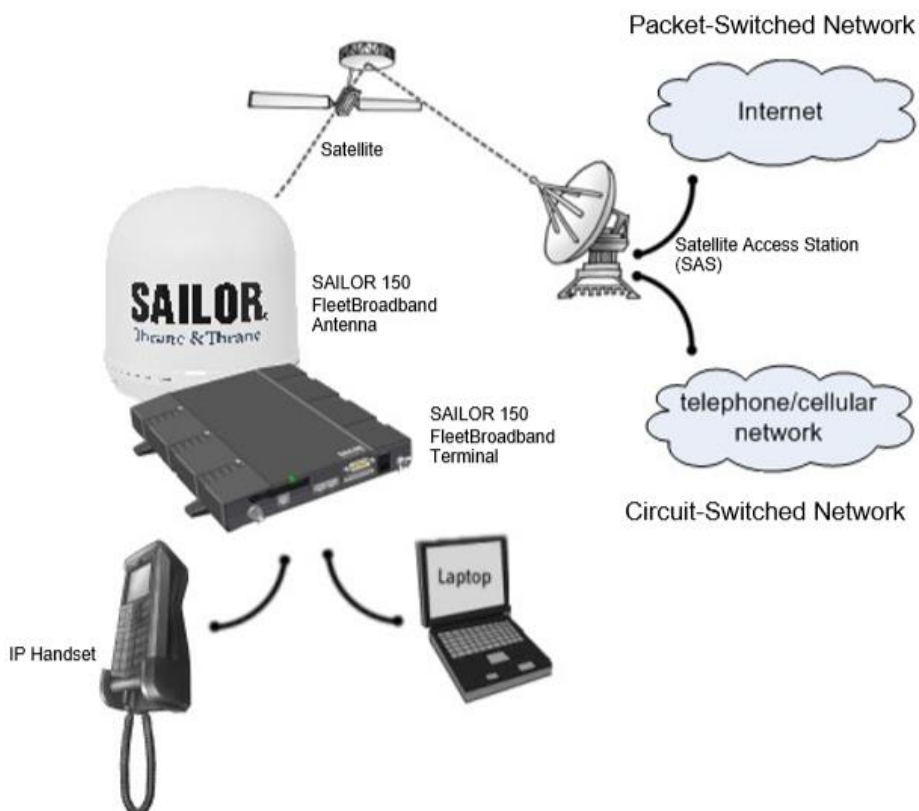 Packet-Switched Network
Internet
Satellite
Satellite Access Station
(SAS)
SAILOR 150
FleetBroadband
Antenna
SAILOR
Thrane & Thrane
telephone/cellular
network
SAILOR 150
FleetBroadband
Terminal
Circuit-Switched Network
Laptop
IP Handset